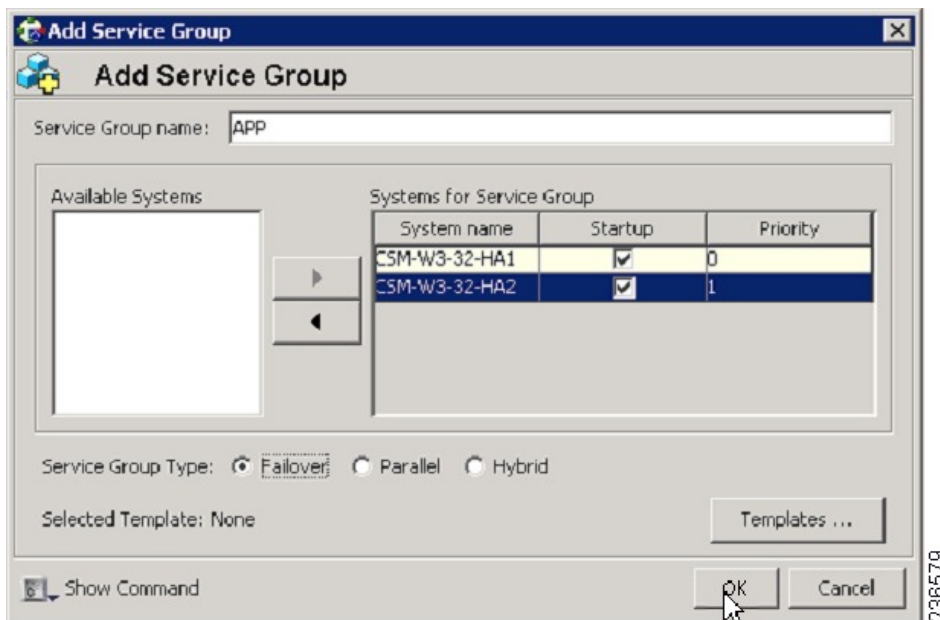 Add Service Group
Add Service Group
Service Group name: APP
Available Systems
Systems for Service Group
System name Startup Priority
CSM-W3-32-HA1 0
CSM-W3-32-HA2 1
Service Group Type: Failover Parallel Hybrid
Selected Template: None
Templates ...
Show Command
OK Cancel
236579